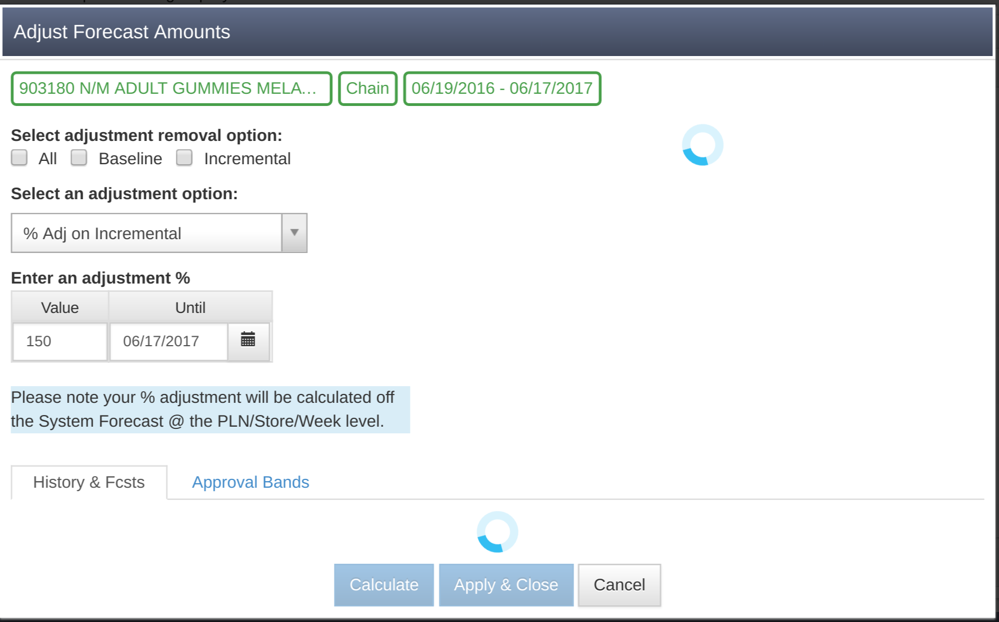 Adjust Forecast Amounts
903180 N/M ADULT GUMMIES MELA... Chain 06/19/2016 - 06/17/2017
Select adjustment removal option:
All Baseline Incremental
Select an adjustment option:
% Adj on Incremental
Enter an adjustment %
Value Until
150 06/17/2017
Please note your % adjustment will be calculated off
the System Forecast @ the PLN/Store/Week level.
History & Fcsts Approval Bands
Calculate Apply & Close Cancel